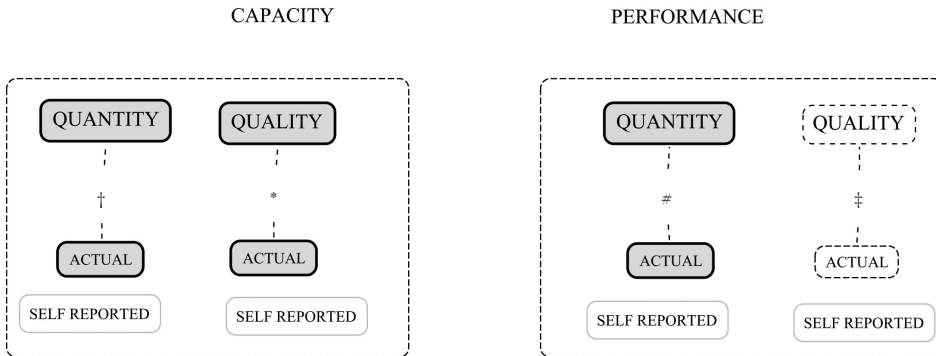 CAPACITY PERFORMANCE
QUANTITY QUALITY QUANTITY QUALITY
† * # ‡
ACTUAL ACTUAL ACTUAL ACTUAL
SELF REPORTED SELF REPORTED SELF REPORTED SELF REPORTED